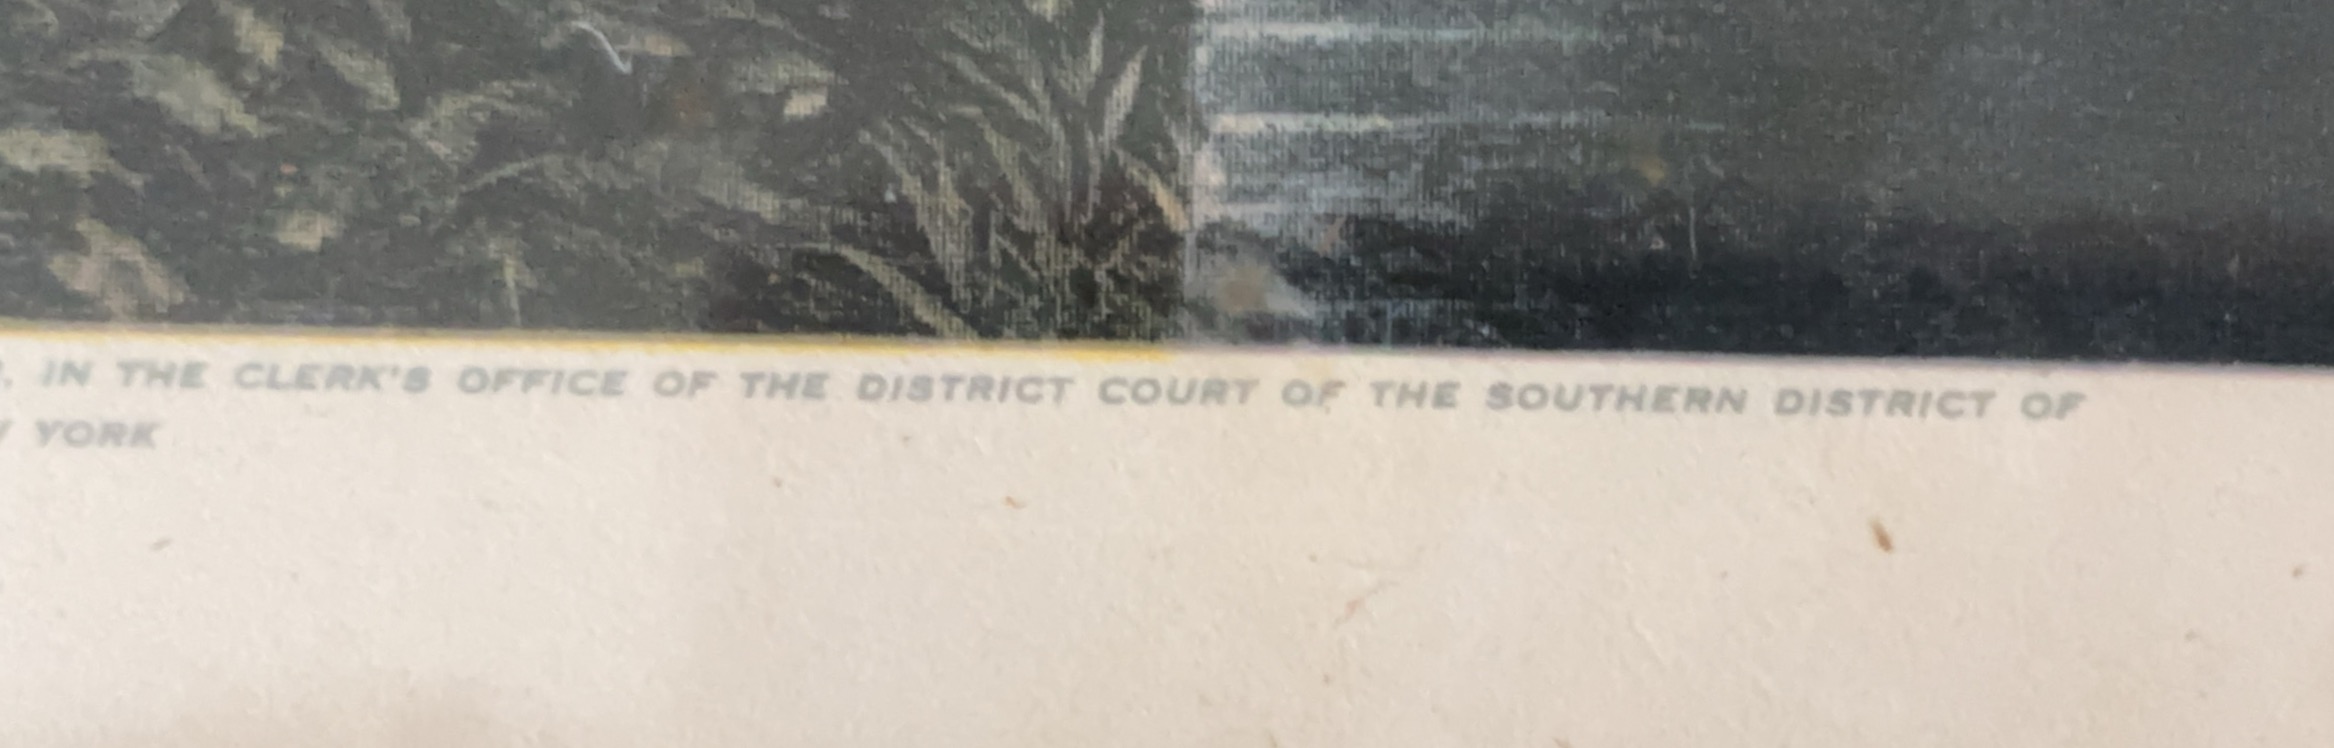 . IN THE CLERK'S OFFICE OF THE DISTRICT COURT OF THE SOUTHERN DISTRICT OF
YORK